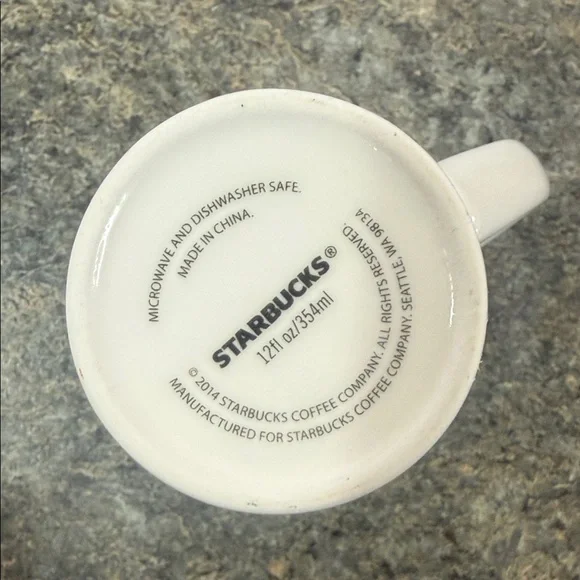 MICROWAVE AND DISHWASHER SAFE.
MADE IN CHINA.
STARBUCKS®
12fl oz/354ml
© 2014 STARBUCKS COFFEE COMPANY. ALL RIGHTS RESERVED.
MANUFACTURED FOR STARBUCKS COFFEE COMPANY. SEATTLE, WA 98134